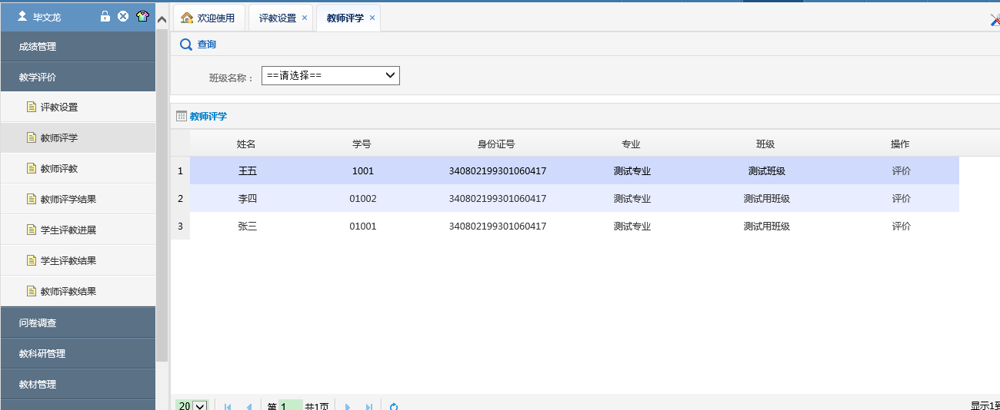 毕文龙
成绩管理
教学评价
评教设置
教师评学
教师评教
教师评学结果
学生评教进展
学生评教结果
教师评教结果
问卷调查
教科研管理
教材管理
欢迎使用 评教设置 × 教师评学 ×
查询
班级名称： ==请选择==
教师评学
姓名 学号 身份证号 专业 班级 操作
1 王五 1001 340802199301060417 测试专业 测试班级 评价
2 李四 01002 340802199301060417 测试专业 测试用班级 评价
3 张三 01001 340802199301060417 测试专业 测试用班级 评价
20 第 1 共1页 显示1到